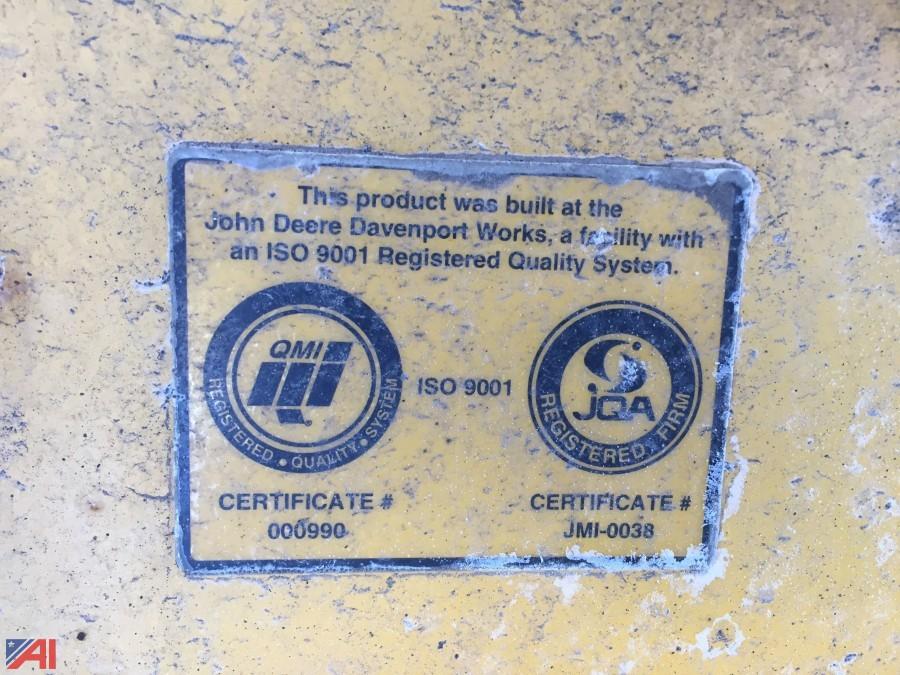 This product was built at the
John Deere Davenport Works, a facility with
an ISO 9001 Registered Quality System.
QMI
REGISTERED • QUALITY • SYSTEM
ISO 9001
JQA
REGISTERED FIRM
CERTIFICATE #
000990
CERTIFICATE #
JMI-0038
AI